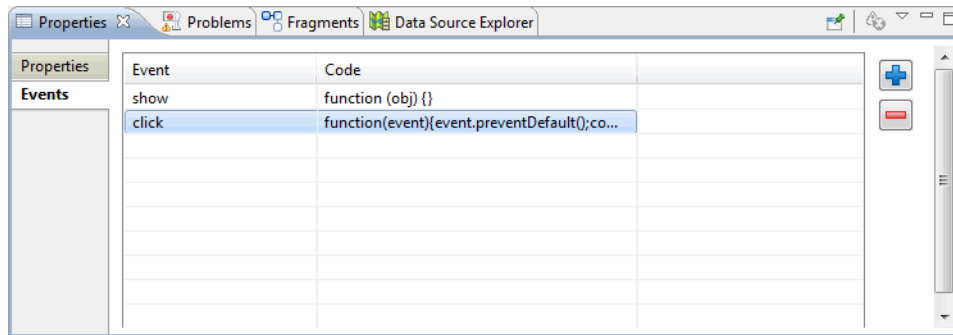 Properties Problems Fragments Data Source Explorer
Properties
Events
Event Code
show function (obj) {}
click function(event){event.preventDefault();co...